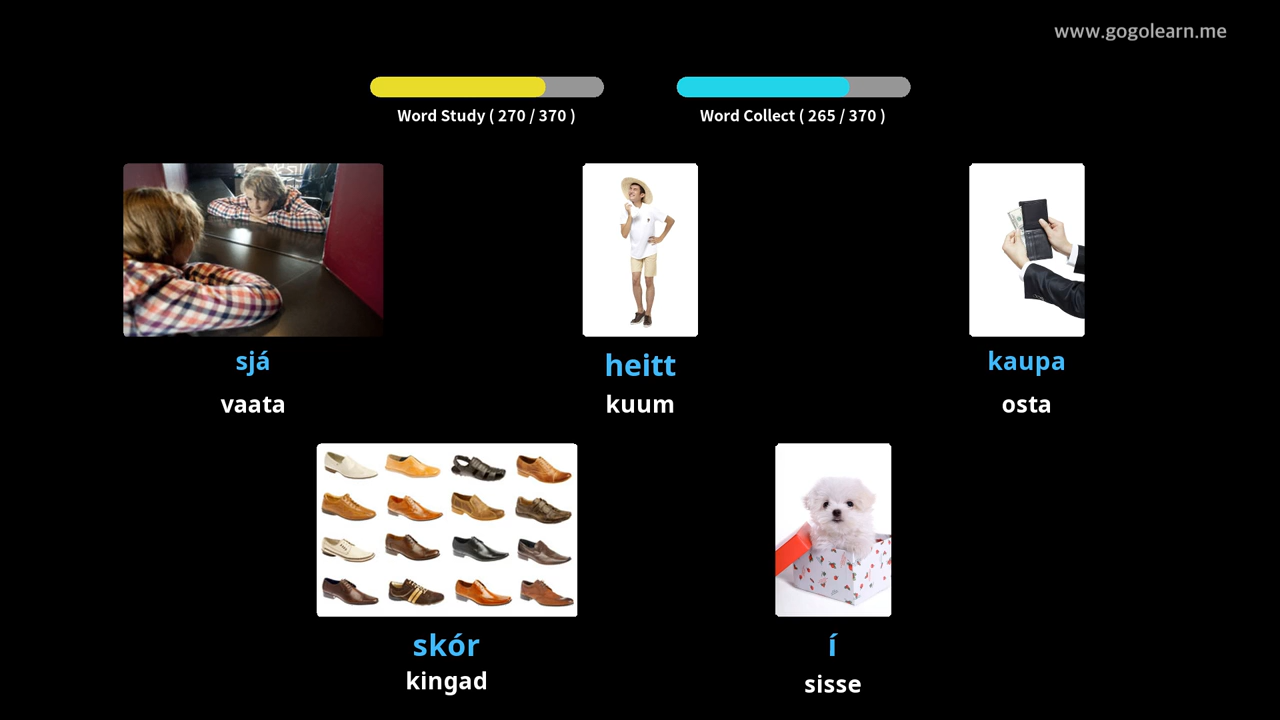 www.gogolearn.me
Word Study ( 270 / 370 )
Word Collect ( 265 / 370 )
sjá
heitt
kaupa
vaata
kuum
osta
skór
í
kingad
sisse